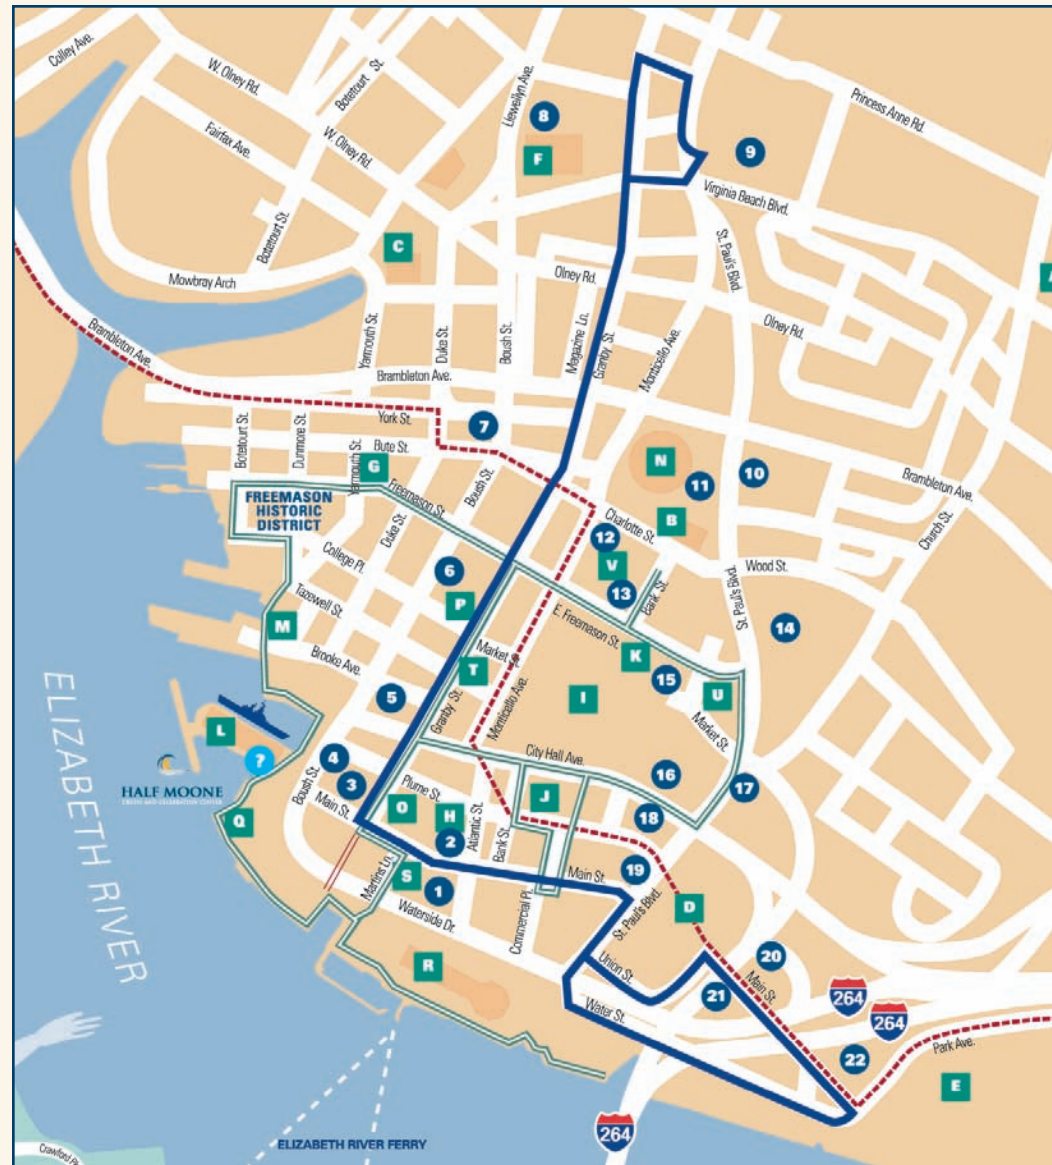 Colley Ave.
W. Olney Rd.
Botetourt St.
Llewellyn Ave.
8
Princess Anne Rd.
Fairfax Ave.
W. Olney Rd.
F
9
Virginia Beach Blvd.
Botetourt St.
C
St. Paul's Blvd.
Mowbray Arch
Olney Rd.
Olney Rd.
Brambleton Ave.
Yarmouth St.
Duke St.
Boush St.
Magazine Ln.
Granby St.
Monticello Ave.
Brambleton Ave.
York St.
7
Botetourt St.
Dunmore St.
Yarmouth St.
Bute St.
G
N
11
10
Brambleton Ave.
FREEMASON
HISTORIC
DISTRICT
Freemason St.
Boush St.
Duke St.
Charlotte St.
B
Church St.
12
V
13
Wood St.
College Pl.
6
P
Bank St.
St. Paul's Blvd.
Tazewell St.
M
E. Freemason St.
14
Brooke Ave.
Market St.
K
T
15
U
I
5
Granby St.
Monticello Ave.
Market St.
L
?
4
3
City Hall Ave.
16
17
HALF MOONE
CRUISE AND CELEBRATION CENTER
Boush St.
Main St.
Plume St.
O
H
J
18
Q
Atlantic St.
Bank St.
2
ELIZABETH RIVER
Martins Ln.
S
1
Main St.
19
Waterside Dr.
Commercial Pl.
St. Paul's Blvd.
D
R
Union St.
20
Main St.
21
Water St.
264
264
22
Park Ave.
E
264
ELIZABETH RIVER FERRY